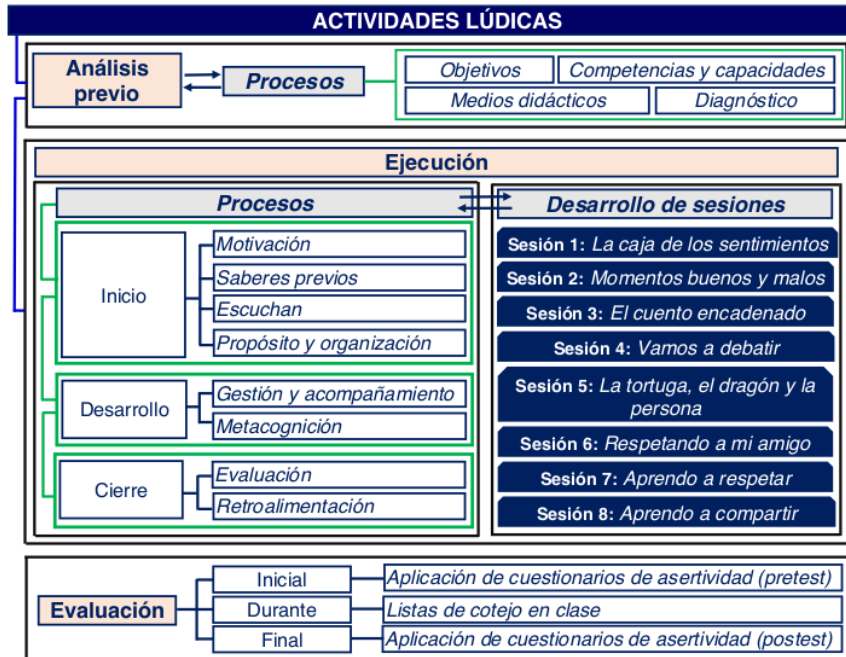 ACTIVIDADES LÚDICAS
Análisis
previo
Procesos
Objetivos
Competencias y capacidades
Medios didácticos
Diagnóstico
Ejecución
Procesos
Inicio
Motivación
Saberes previos
Escuchan
Propósito y organización
Desarrollo
Gestión y acompañamiento
Metacognición
Cierre
Evaluación
Retroalimentación
Desarrollo de sesiones
Sesión 1: La caja de los sentimientos
Sesión 2: Momentos buenos y malos
Sesión 3: El cuento encadenado
Sesión 4: Vamos a debatir
Sesión 5: La tortuga, el dragón y la
persona
Sesión 6: Respetando a mi amigo
Sesión 7: Aprendo a respetar
Sesión 8: Aprendo a compartir
Evaluación
Inicial
Aplicación de cuestionarios de asertividad (pretest)
Durante
Listas de cotejo en clase
Final
Aplicación de cuestionarios de asertividad (postest)